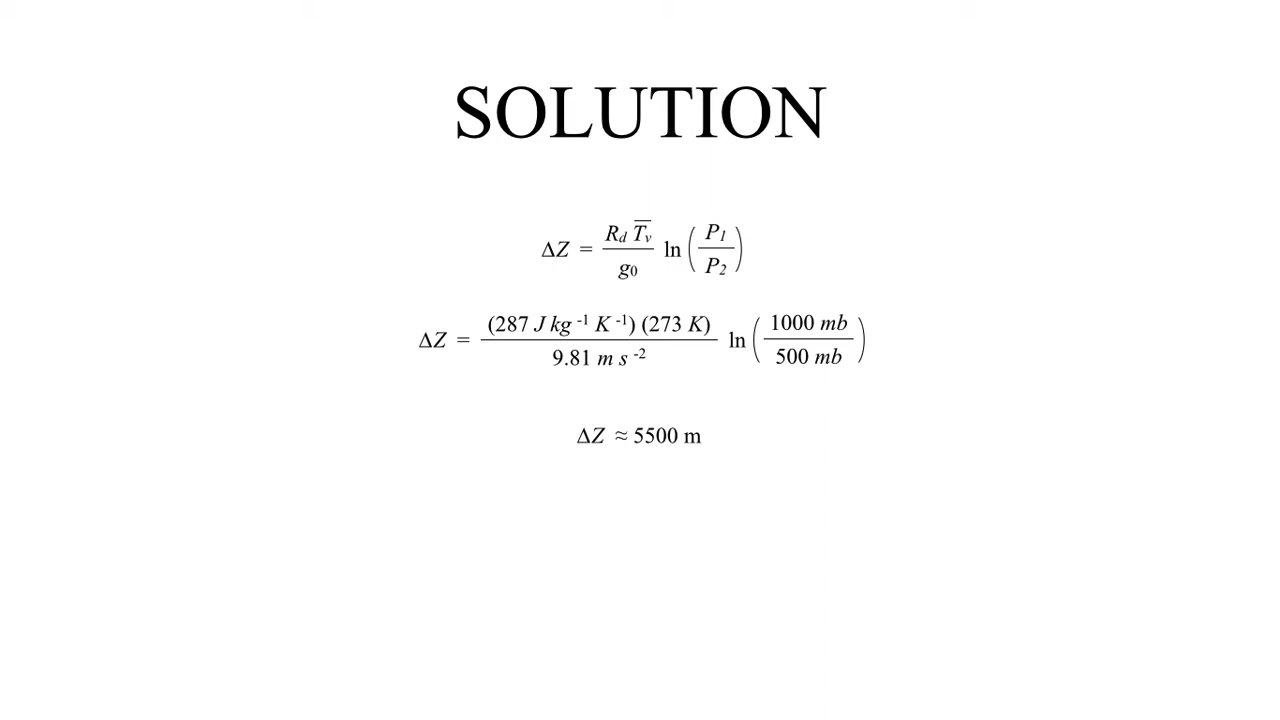 SOLUTION
ΔZ = R_d T̅_v / g_0 ln ( P_1 / P_2 )
ΔZ = (287 J kg ⁻¹ K ⁻¹) (273 K) / 9.81 m s ⁻² ln ( 1000 mb / 500 mb )
ΔZ ≈ 5500 m